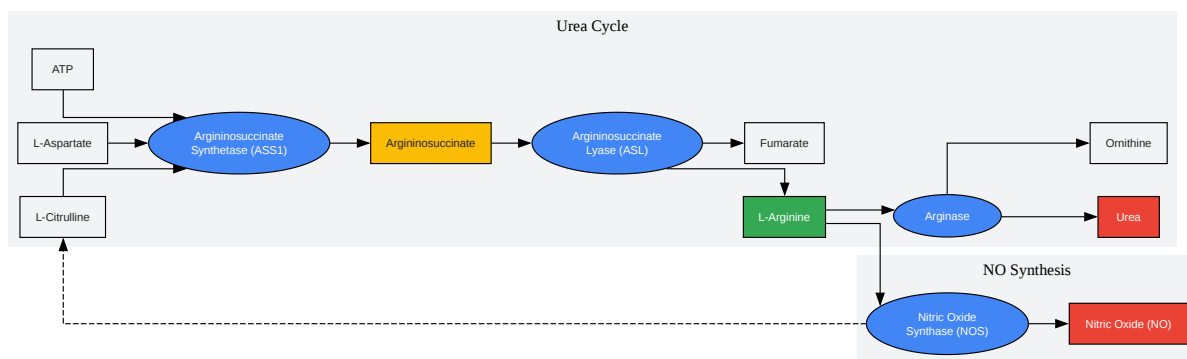 Urea Cycle
ATP
L-Aspartate
L-Citrulline
Argininosuccinate
Synthetase (ASS1)
Argininosuccinate
Argininosuccinate
Lyase (ASL)
Fumarate
L-Arginine
Arginase
Ornithine
Urea
NO Synthesis
Nitric Oxide
Synthase (NOS)
Nitric Oxide (NO)